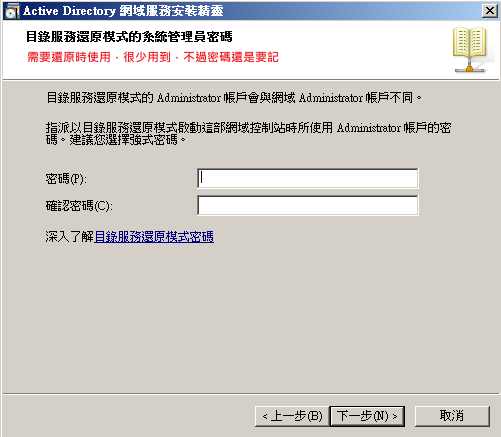 Active Directory 網域服務安裝精靈
目錄服務還原模式的系統管理員密碼
需要還原時使用，很少用到，不過密碼還是要記
目錄服務還原模式的 Administrator 帳戶會與網域 Administrator 帳戶不同。
指派以目錄服務還原模式啟動這部網域控制站時所使用 Administrator 帳戶的密
碼。建議您選擇強式密碼。
密碼(P):
確認密碼(C):
深入了解目錄服務還原模式密碼
< 上一步(B) 下一步(N) > 取消